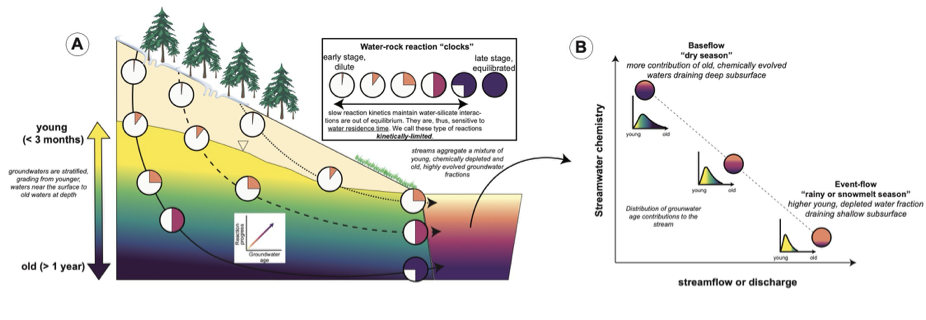 A
Water-rock reaction "clocks"
early stage,
dilute
late stage,
equilibrated
slow reaction kinetics maintain water-silicate interac-
tions are out of equilibrium. They are, thus, sensitive to
water residence time. We call these type of reactions
kinetically-limited.
young
(< 3 months)
groundwaters are stratified,
grading from younger,
waters near the surface to
old waters at depth
old (> 1 year)
Reaction
progress
Groundwater
age
streams aggregate a mixture of
young, chemically depleted and
old, highly evolved groundwater
fractions
B
Baseflow
"dry season"
more contribution of old, chemically evolved
waters draining deep subsurface
young old
young old
Event-flow
"rainy or snowmelt season"
higher young, depleted water fraction
draining shallow subsurface
Distribution of grounwater
age contributions to the
stream
young old
Streamwater chemistry
streamflow or discharge